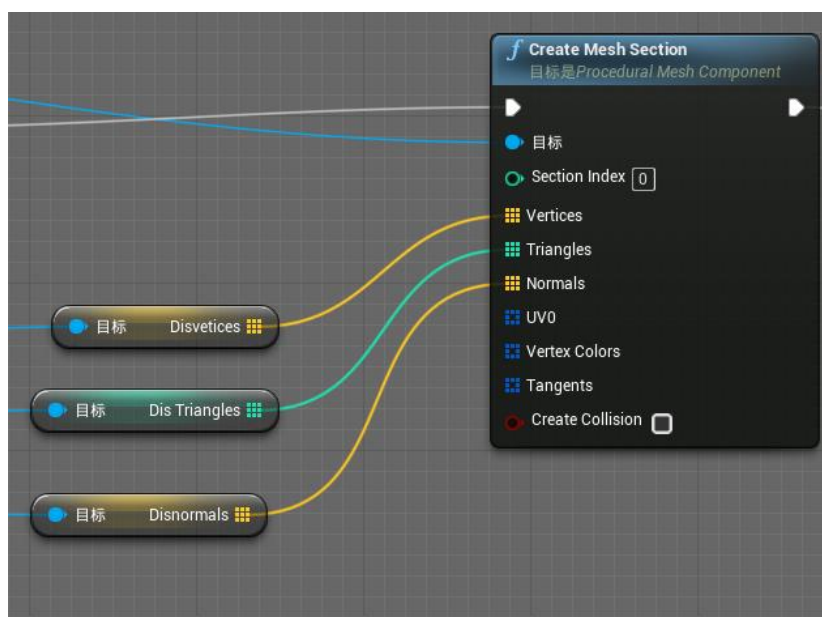 f Create Mesh Section
目标是Procedural Mesh Component
目标
Section Index 0
Vertices
Triangles
Normals
UV0
Vertex Colors
Tangents
Create Collision
目标 Disvetices
目标 Dis Triangles
目标 Disnormals